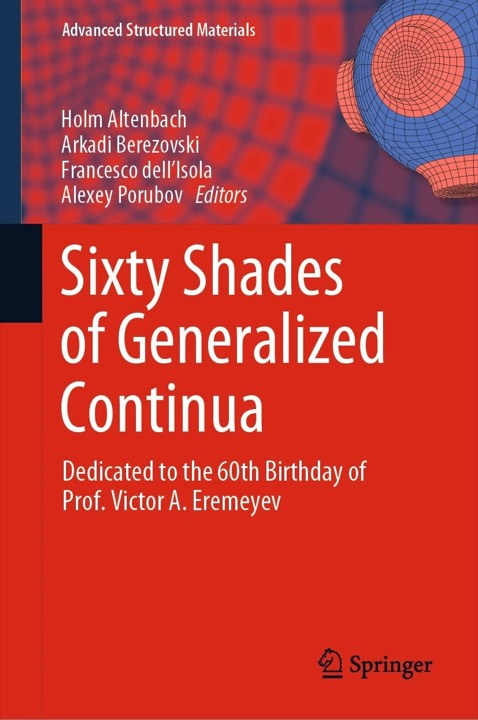 Advanced Structured Materials
Holm Altenbach
Arkadi Berezovski
Francesco dell'Isola
Alexey Porubov Editors
Sixty Shades
of Generalized
Continua
Dedicated to the 60th Birthday of
Prof. Victor A. Eremeyev
Springer